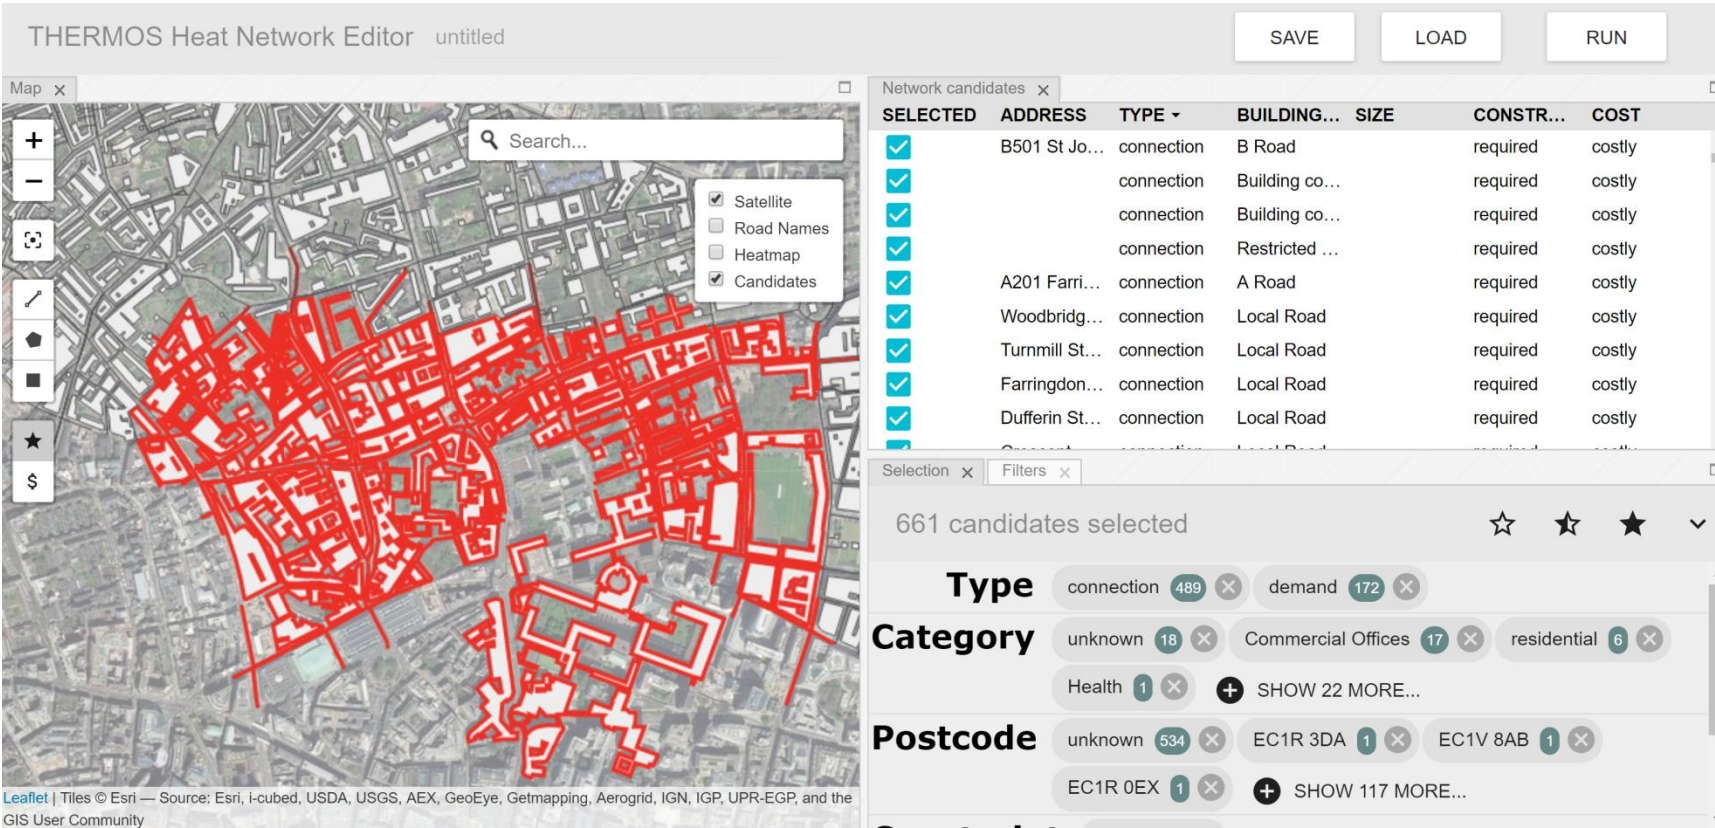 THERMOS Heat Network Editor untitled
SAVE LOAD RUN
Map
Search...
Satellite
Road Names
Heatmap
Candidates
$
Leaflet | Tiles © Esri — Source: Esri, i-cubed, USDA, USGS, AEX, GeoEye, Getmapping, Aerogrid, IGN, IGP, UPR-EGP, and the
GIS User Community
Network candidates
SELECTED ADDRESS TYPE BUILDING... SIZE CONSTR... COST
B501 St Jo... connection B Road required costly
connection Building co... required costly
connection Building co... required costly
connection Restricted ... required costly
A201 Farri... connection A Road required costly
Woodbridg... connection Local Road required costly
Turnmill St... connection Local Road required costly
Farringdon... connection Local Road required costly
Dufferin St... connection Local Road required costly
Selection Filters
661 candidates selected
Type connection 489 demand 172
Category unknown 18 Commercial Offices 17 residential 6
Health 1 SHOW 22 MORE...
Postcode unknown 534 EC1R 3DA 1 EC1V 8AB 1
EC1R 0EX 1 SHOW 117 MORE...